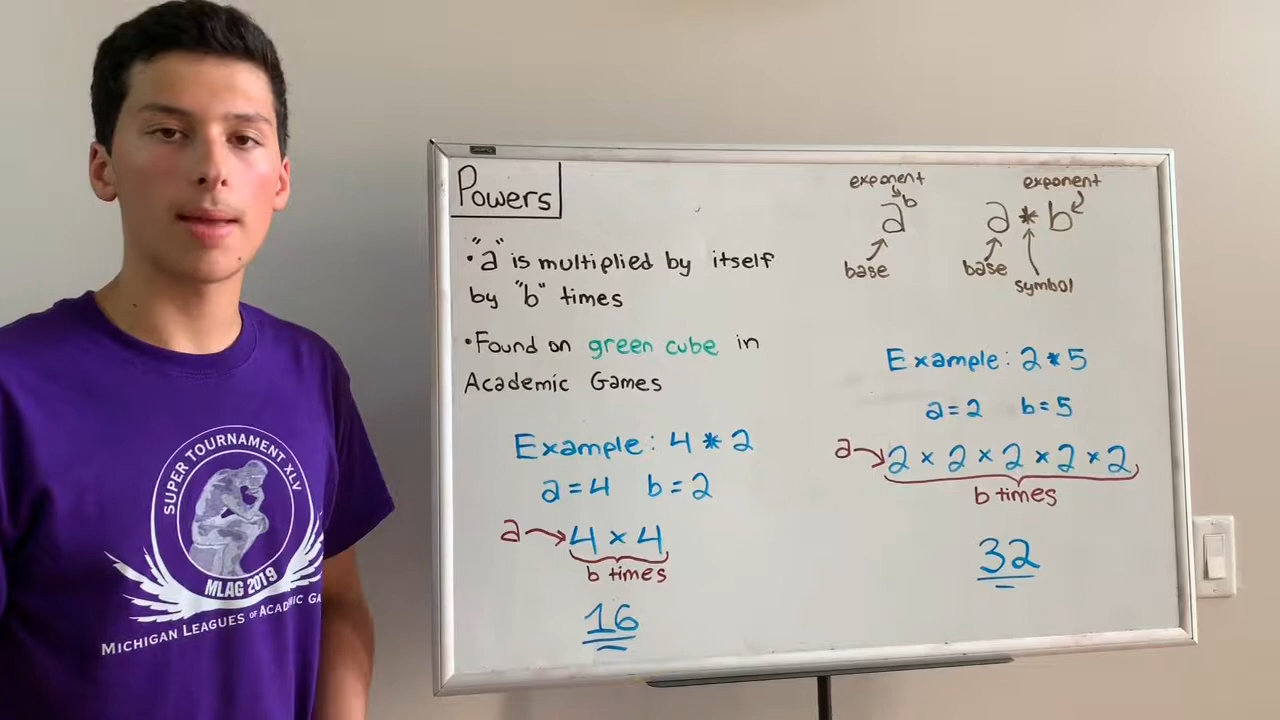 Powers
• "a" is multiplied by itself
by "b" times
• Found on green cube in
Academic Games
Example: 4 * 2
a = 4 b = 2
a → 4 × 4
b times
16
exponent
a^b
base
exponent
a * b
base
symbol
Example: 2 * 5
a = 2 b = 5
a → 2 × 2 × 2 × 2 × 2
b times
32
SUPER TOURNAMENT XLV
MLAG 2019
MICHIGAN LEAGUES OF ACADEMIC GA